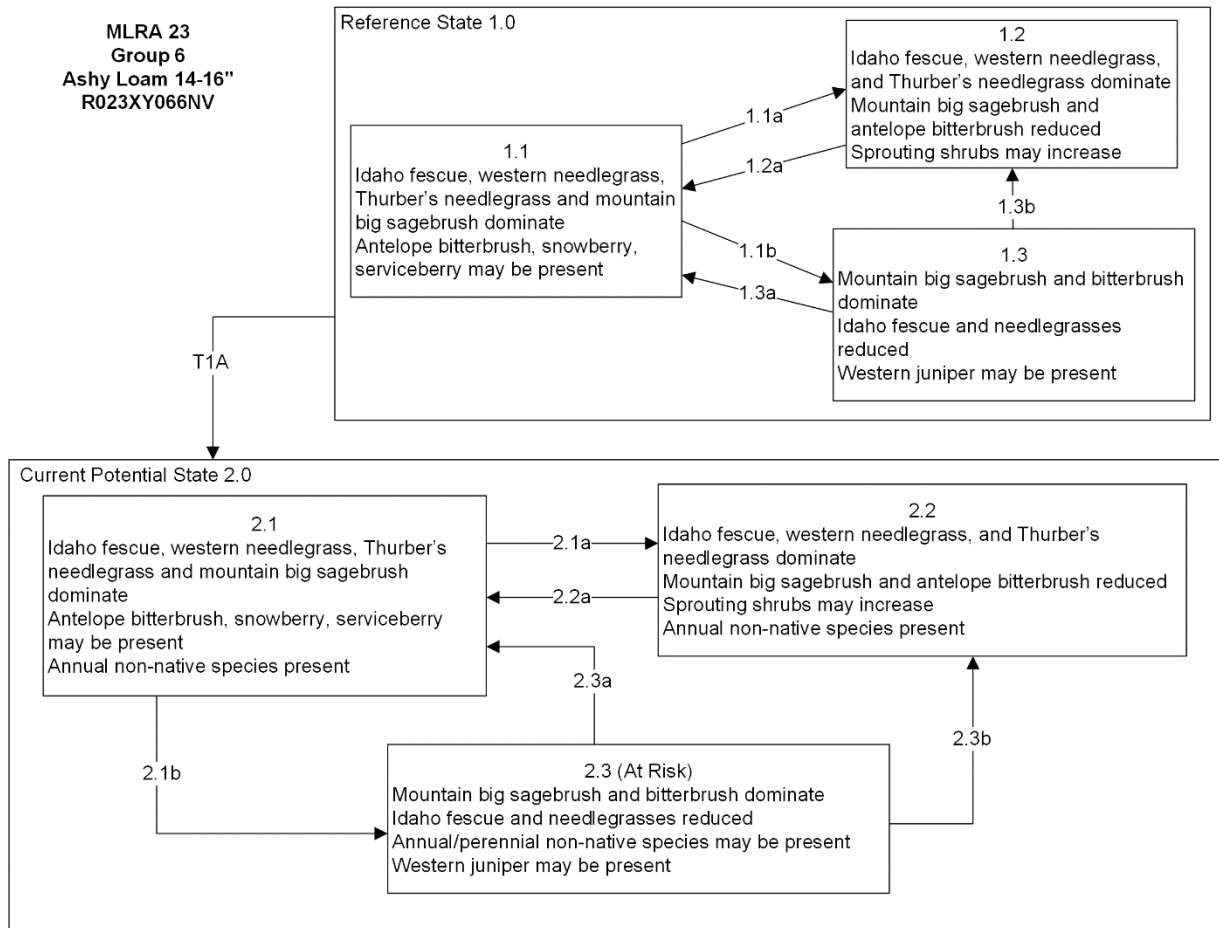 MLRA 23
Group 6
Ashy Loam 14-16"
R023XY066NV
Reference State 1.0
1.1
Idaho fescue, western needlegrass,
Thurber's needlegrass and mountain
big sagebrush dominate
Antelope bitterbrush, snowberry,
serviceberry may be present
1.1a
1.2a
1.1b
1.3a
1.2
Idaho fescue, western needlegrass,
and Thurber's needlegrass dominate
Mountain big sagebrush and
antelope bitterbrush reduced
Sprouting shrubs may increase
1.3b
1.3
Mountain big sagebrush and bitterbrush
dominate
Idaho fescue and needlegrasses
reduced
Western juniper may be present
T1A
Current Potential State 2.0
2.1
Idaho fescue, western needlegrass, Thurber's
needlegrass and mountain big sagebrush
dominate
Antelope bitterbrush, snowberry, serviceberry
may be present
Annual non-native species present
2.1a
2.2a
2.2
Idaho fescue, western needlegrass, and Thurber's
needlegrass dominate
Mountain big sagebrush and antelope bitterbrush reduced
Sprouting shrubs may increase
Annual non-native species present
2.3a
2.3b
2.1b
2.3 (At Risk)
Mountain big sagebrush and bitterbrush dominate
Idaho fescue and needlegrasses reduced
Annual/perennial non-native species may be present
Western juniper may be present